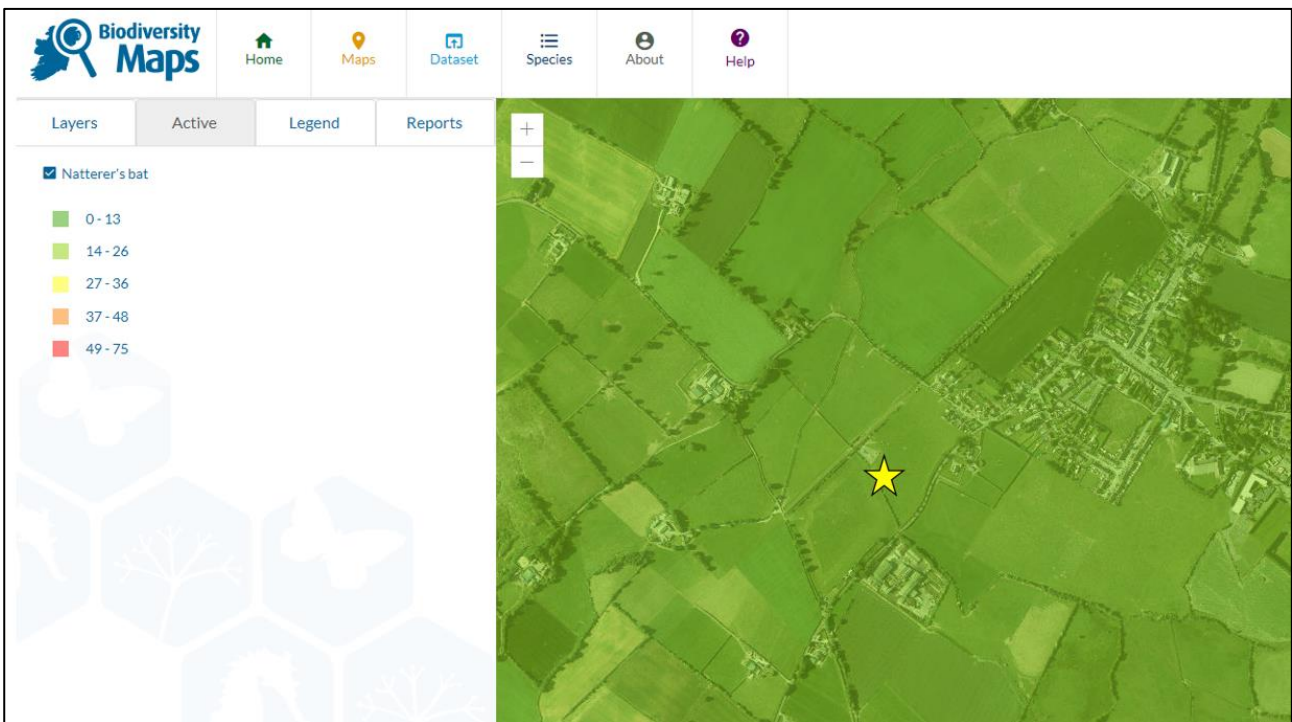 Biodiversity
Maps
Home
Maps
Dataset
Species
About
Help
Layers
Active
Legend
Reports
+
−
Natterer's bat
0 - 13
14 - 26
27 - 36
37 - 48
49 - 75